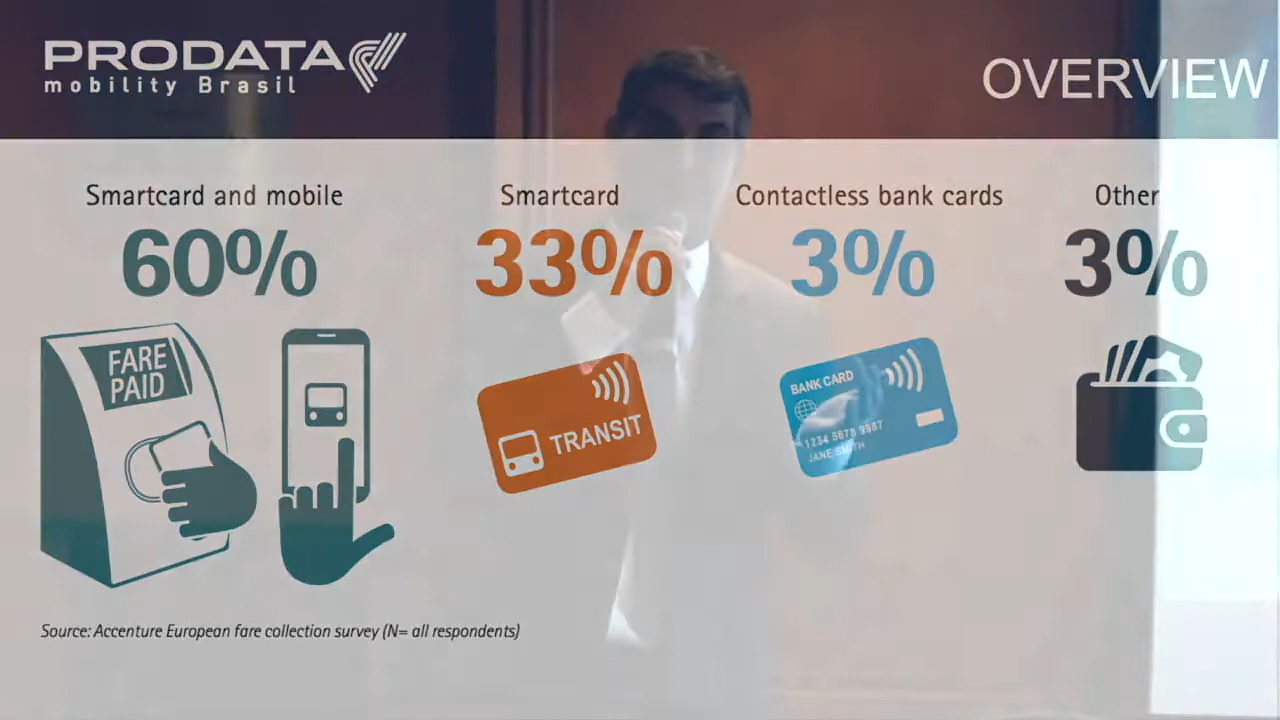 PRODATA
mobility Brasil
OVERVIEW
Smartcard and mobile
60%
Smartcard
33%
Contactless bank cards
3%
Other
3%
FARE
PAID
TRANSIT
BANK CARD
1234 5678 9987
JANE SMITH
Source: Accenture European fare collection survey (N= all respondents)